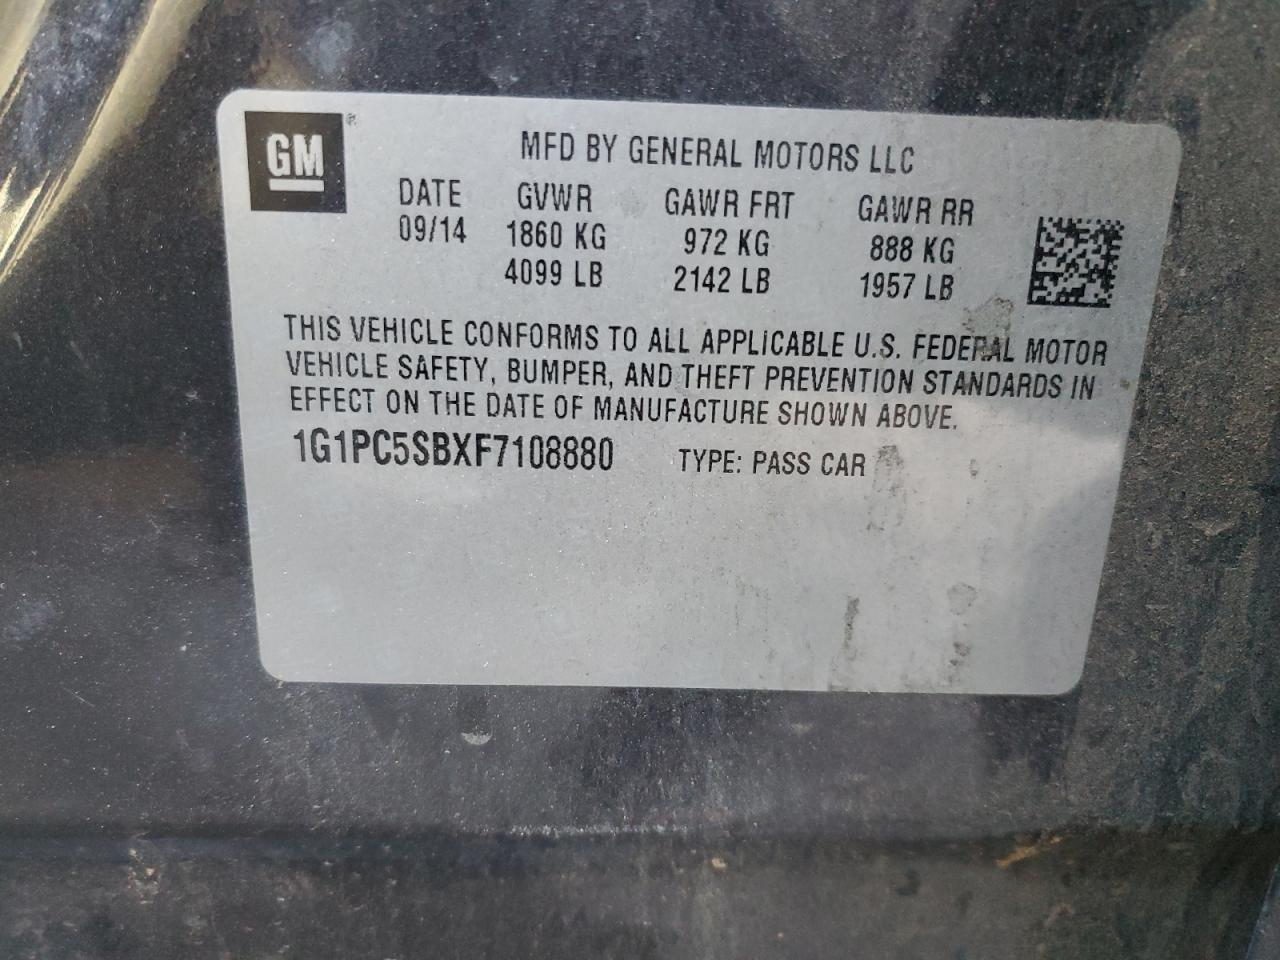 GM®
MFD BY GENERAL MOTORS LLC
DATE GVWR GAWR FRT GAWR RR
09/14 1860 KG 972 KG 888 KG
4099 LB 2142 LB 1957 LB
THIS VEHICLE CONFORMS TO ALL APPLICABLE U.S. FEDERAL MOTOR
VEHICLE SAFETY, BUMPER, AND THEFT PREVENTION STANDARDS IN
EFFECT ON THE DATE OF MANUFACTURE SHOWN ABOVE.
1G1PC5SBXF7108880 TYPE: PASS CAR